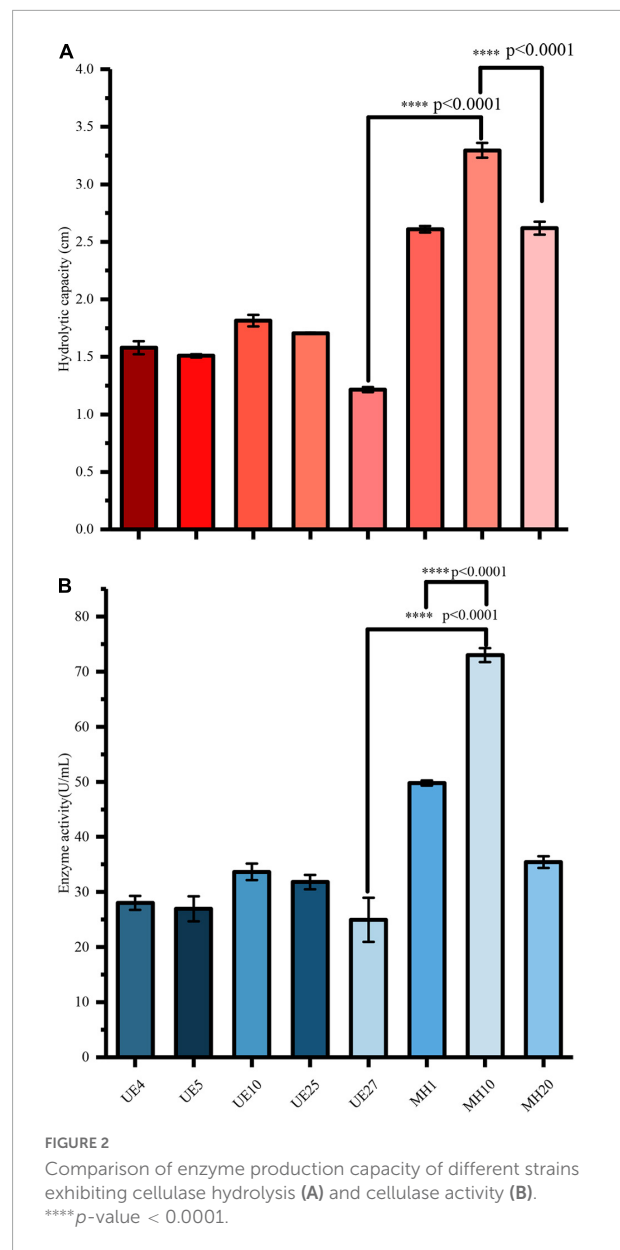 A
**** p<0.0001
**** p<0.0001
4.0
3.5
3.0
2.5
2.0
1.5
1.0
0.5
0.0
Hydrolytic capacity (cm)
B
****p<0.0001
**** p<0.0001
80
70
60
50
40
30
20
10
0
Enzyme activity(U/mL)
UE4 UE5 UE10 UE25 UE27 MH1 MH10 MH20
FIGURE 2
Comparison of enzyme production capacity of different strains
exhibiting cellulase hydrolysis (A) and cellulase activity (B).
****p-value < 0.0001.